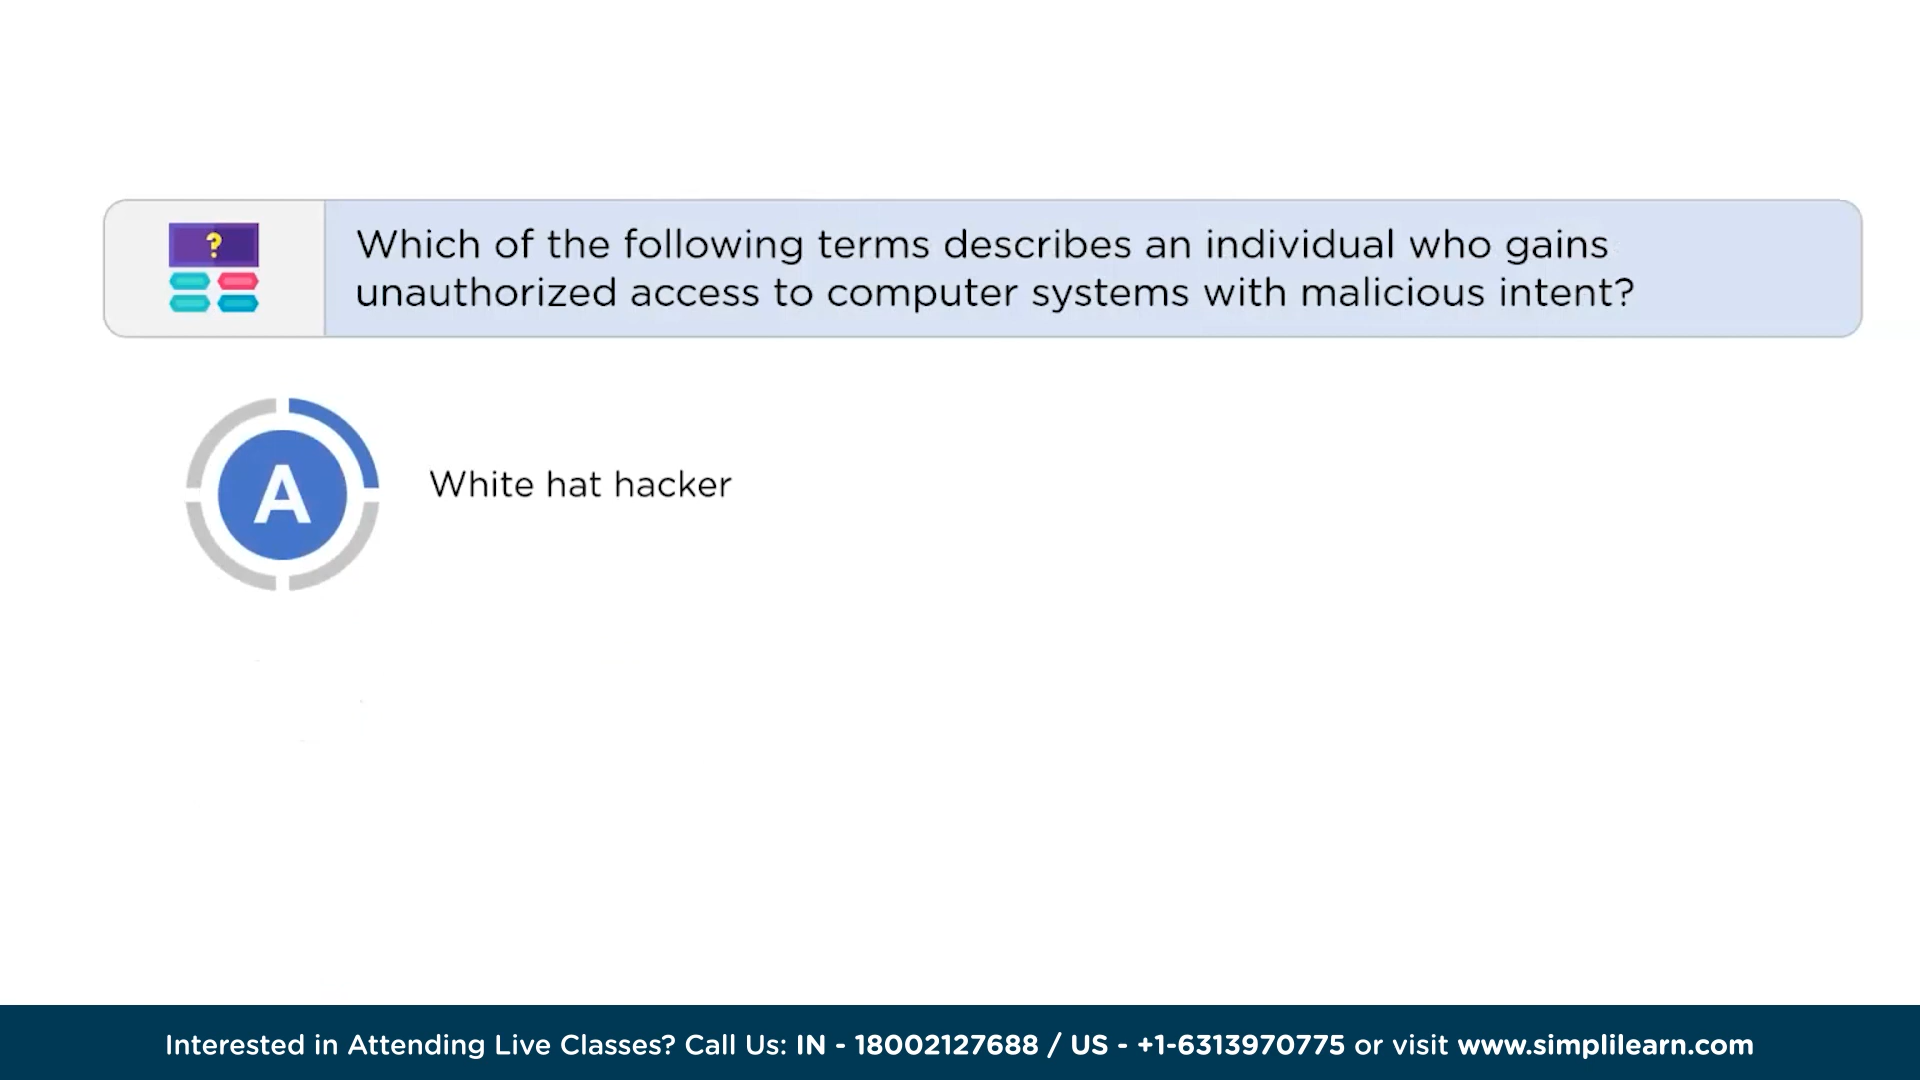 ?
Which of the following terms describes an individual who gains
unauthorized access to computer systems with malicious intent?
A
White hat hacker
Interested in Attending Live Classes? Call Us: IN - 18002127688 / US - +1-6313970775 or visit www.simplilearn.com